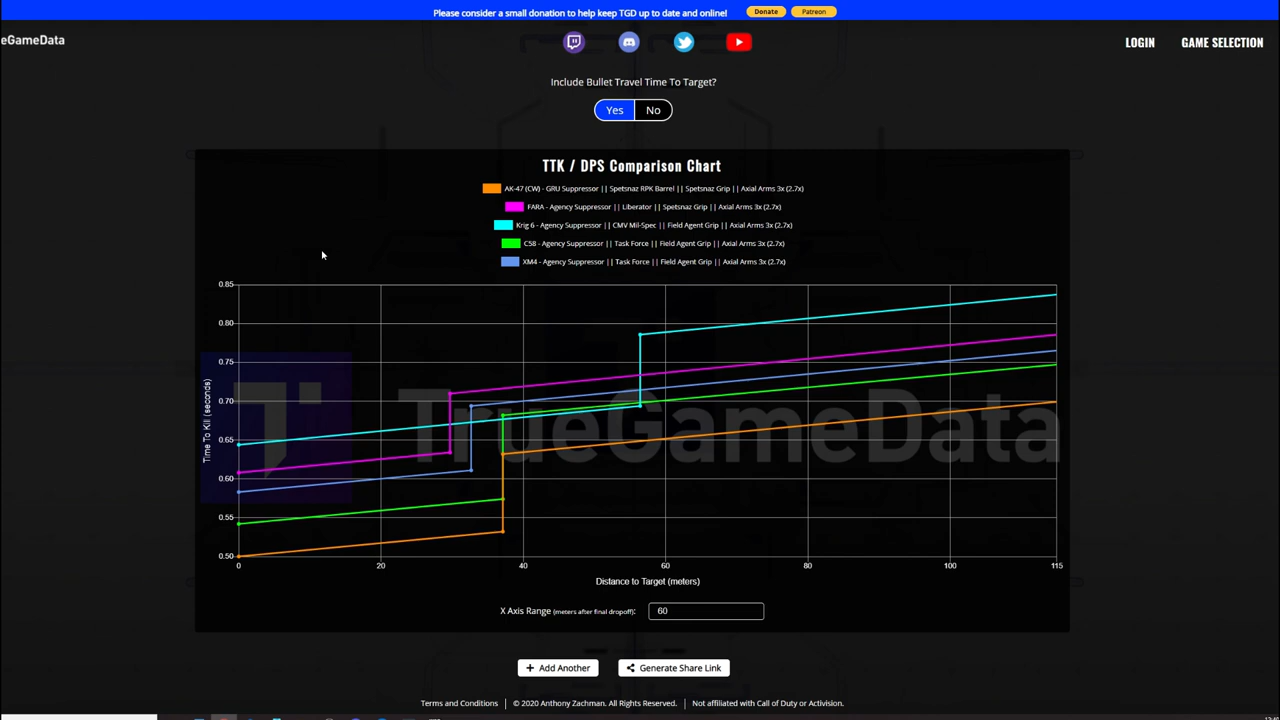 Please consider a small donation to help keep TGD up to date and online! Donate Patreon
eGameData
LOGIN GAME SELECTION
Include Bullet Travel Time To Target?
Yes No
TTK / DPS Comparison Chart
AK-47 (CW) - GRU Suppressor || Spetsnaz RPK Barrel || Spetsnaz Grip || Axial Arms 3x (2.7x)
FARA - Agency Suppressor || Liberator || Spetsnaz Grip || Axial Arms 3x (2.7x)
Krig 6 - Agency Suppressor || CMV Mil-Spec || Field Agent Grip || Axial Arms 3x (2.7x)
C58 - Agency Suppressor || Task Force || Field Agent Grip || Axial Arms 3x (2.7x)
XM4 - Agency Suppressor || Task Force || Field Agent Grip || Axial Arms 3x (2.7x)
0.85
0.80
0.75
0.70
0.65
0.60
0.55
0.50
Time To Kill (seconds)
TrueGameData
0 20 40 60 80 100 115
Distance to Target (meters)
X Axis Range (meters after final dropoff): 60
+ Add Another Generate Share Link
Terms and Conditions | © 2020 Anthony Zachman. All Rights Reserved. | Not affiliated with Call of Duty or Activision.